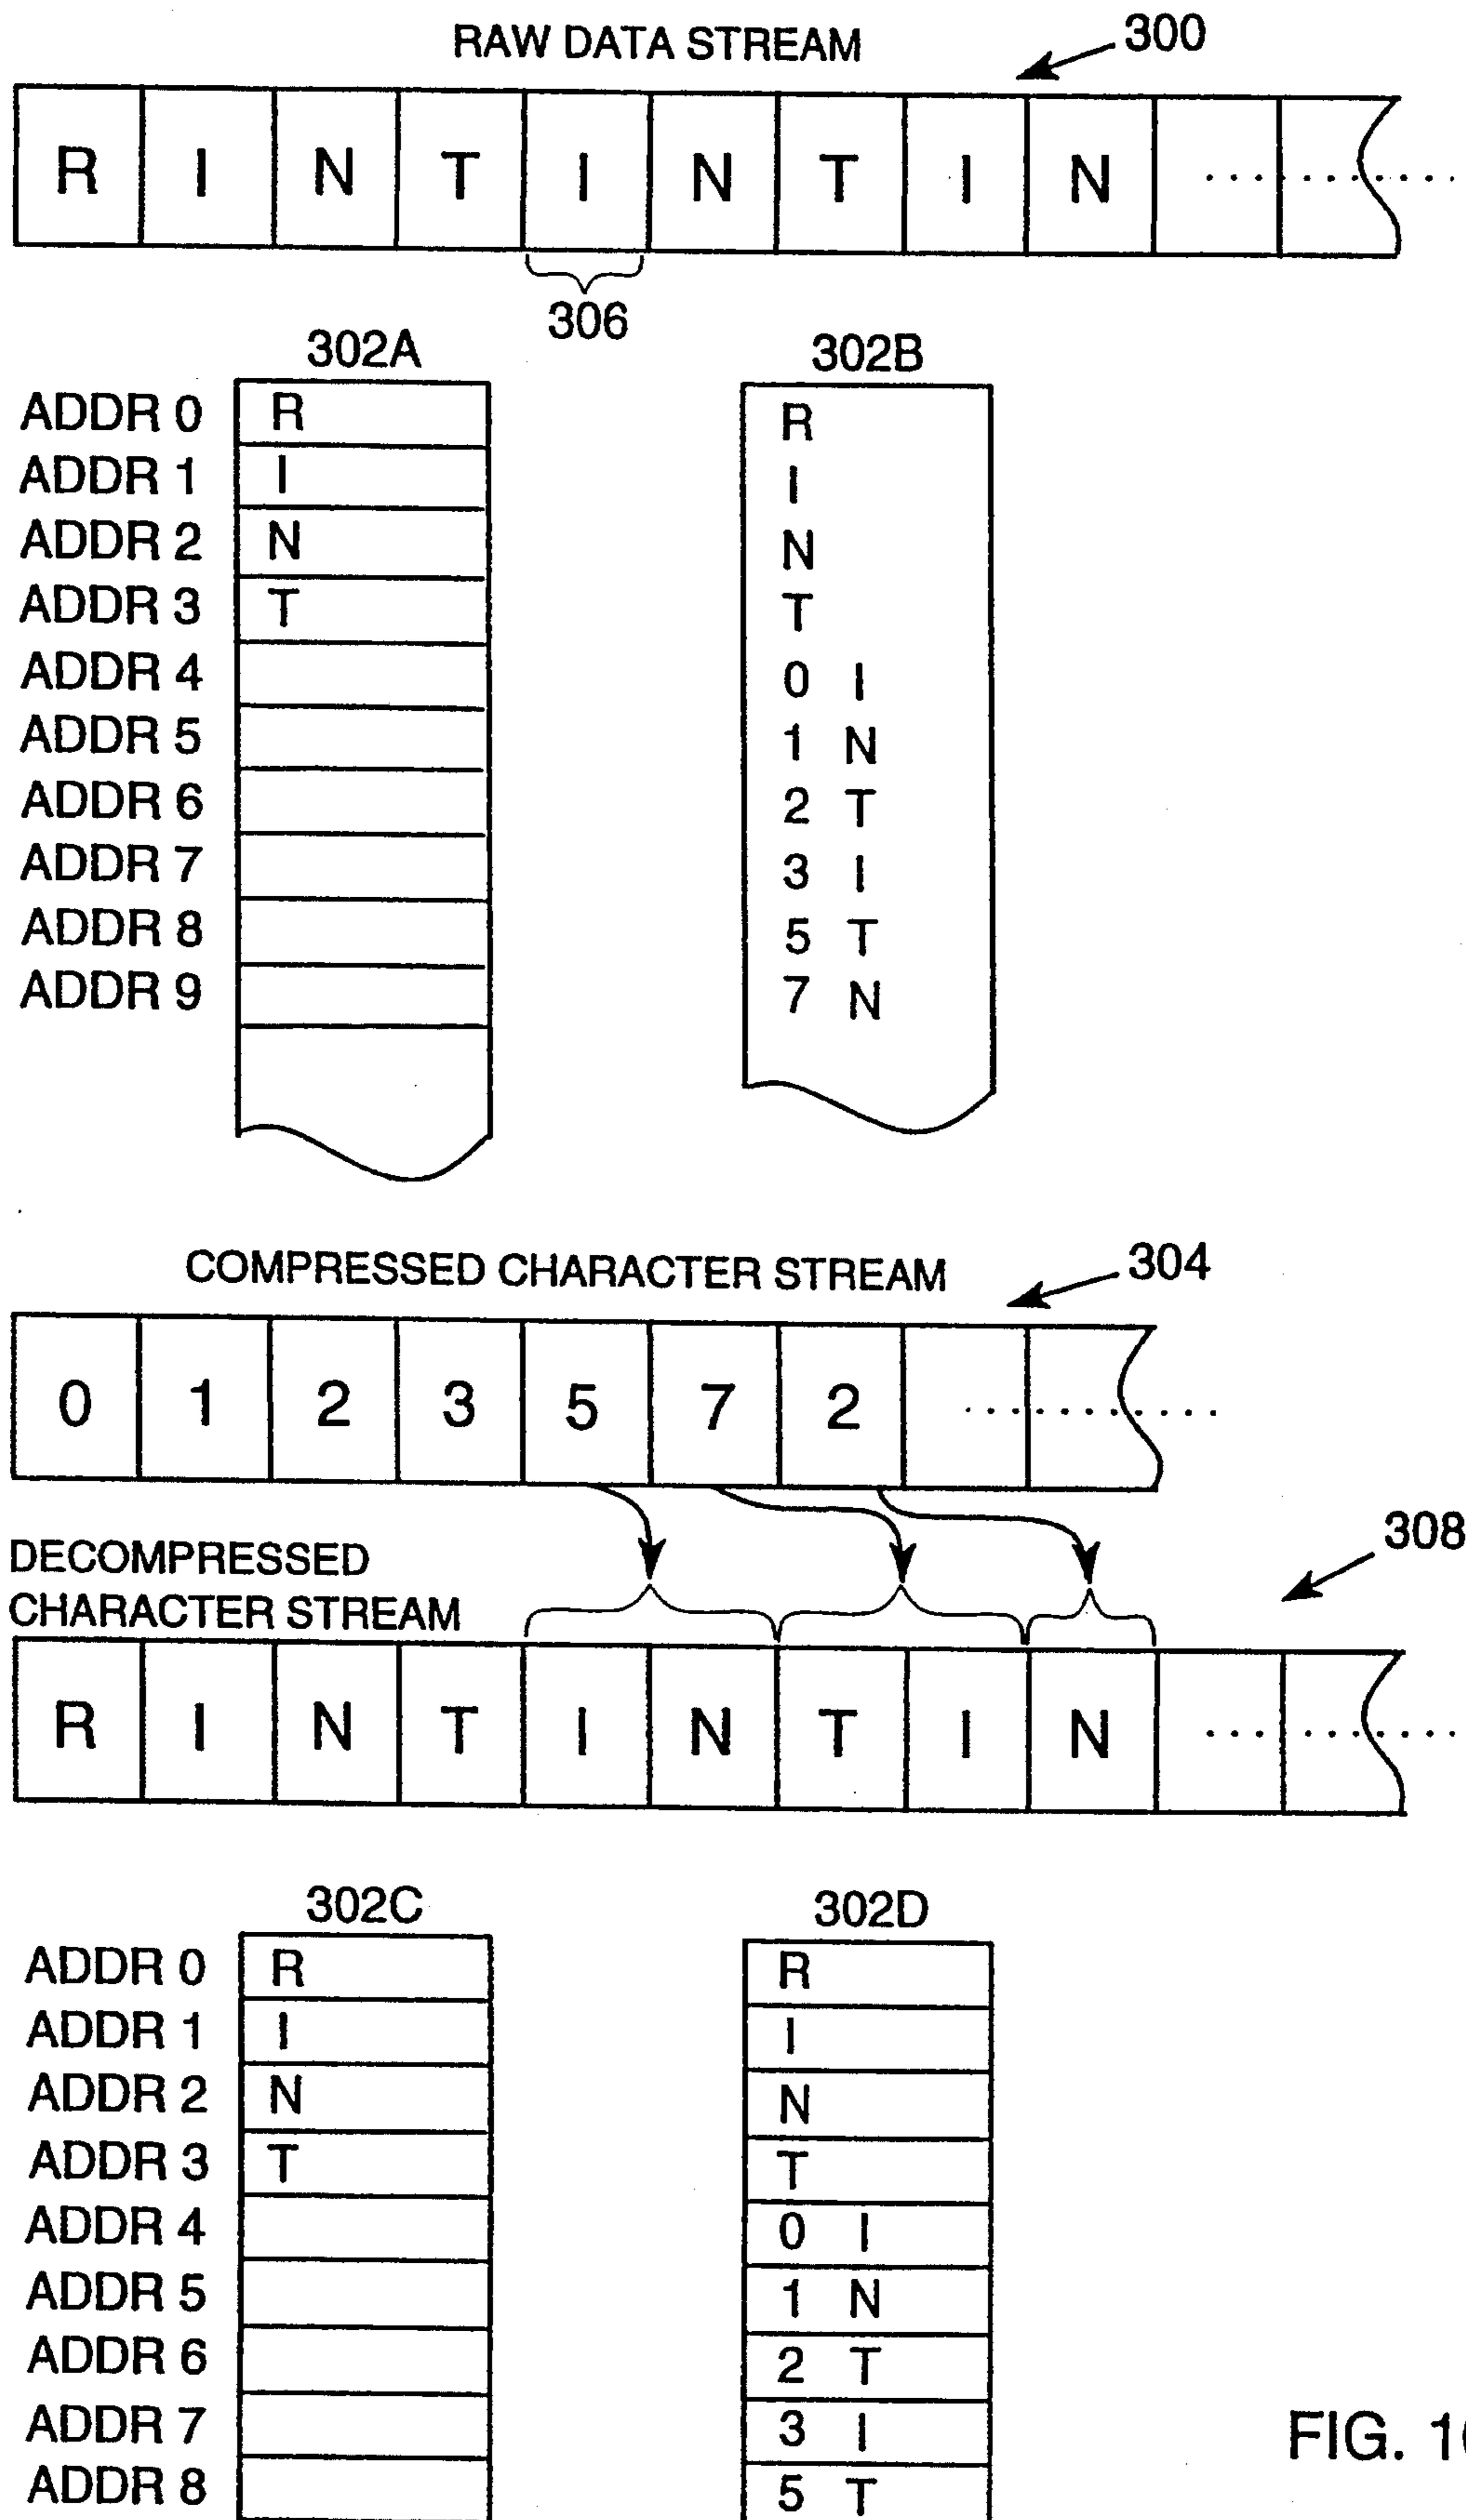 RAW DATA STREAM
300
R I N T I N T I N ..........
306
302A
302B
ADDR 0 R R
ADDR 1 I I
ADDR 2 N N
ADDR 3 T T
ADDR 4 0 I
ADDR 5 1 N
ADDR 6 2 T
ADDR 7 3 I
ADDR 8 5 T
ADDR 9 7 N
COMPRESSED CHARACTER STREAM
304
0 1 2 3 5 7 2 ..........
308
DECOMPRESSED
CHARACTER STREAM
R I N T I N T I N ..........
302C
302D
ADDR 0 R R
ADDR 1 I I
ADDR 2 N N
ADDR 3 T T
ADDR 4 0 I
ADDR 5 1 N
ADDR 6 2 T
ADDR 7 3 I
ADDR 8 5 T
FIG.